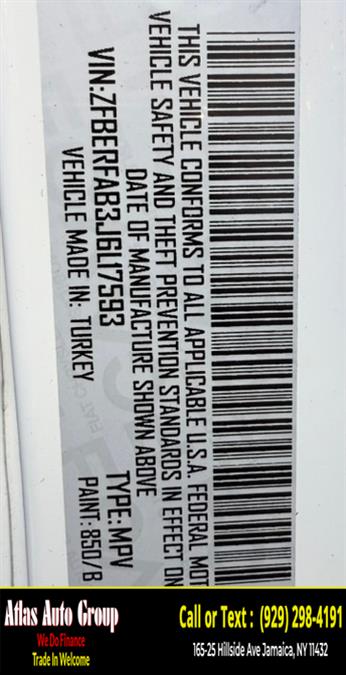 THIS VEHICLE CONFORMS TO ALL APPLICABLE U.S.A. FEDERAL MOT
VEHICLE SAFETY AND THEFT PREVENTION STANDARDS IN EFFECT ON
DATE OF MANUFACTURE SHOWN ABOVE
VIN:ZFBERFAB3J6L17593 TYPE:MPV
VEHICLE MADE IN: TURKEY PAINT: 850/B
Atlas Auto Group
We Do Finance
Trade In Welcome
Call or Text : (929) 298-4191
165-25 Hillside Ave Jamaica, NY 11432